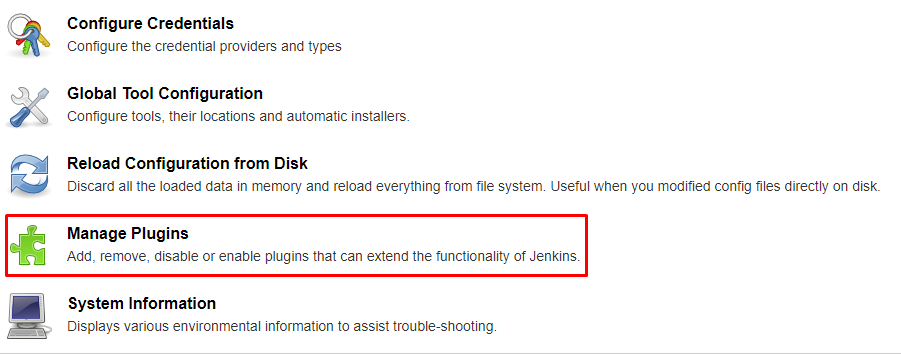 Configure Credentials
Configure the credential providers and types
Global Tool Configuration
Configure tools, their locations and automatic installers.
Reload Configuration from Disk
Discard all the loaded data in memory and reload everything from file system. Useful when you modified config files directly on disk.
Manage Plugins
Add, remove, disable or enable plugins that can extend the functionality of Jenkins.
System Information
Displays various environmental information to assist trouble-shooting.